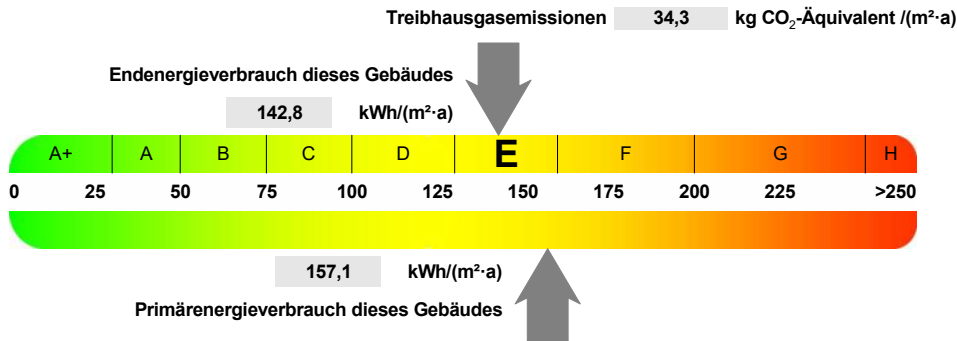 Treibhausgasemissionen 34,3 kg CO₂-Äquivalent /(m²·a)
Endenergieverbrauch dieses Gebäudes
142,8 kWh/(m²·a)
A+ A B C D E F G H
0 25 50 75 100 125 150 175 200 225 >250
157,1 kWh/(m²·a)
Primärenergieverbrauch dieses Gebäudes